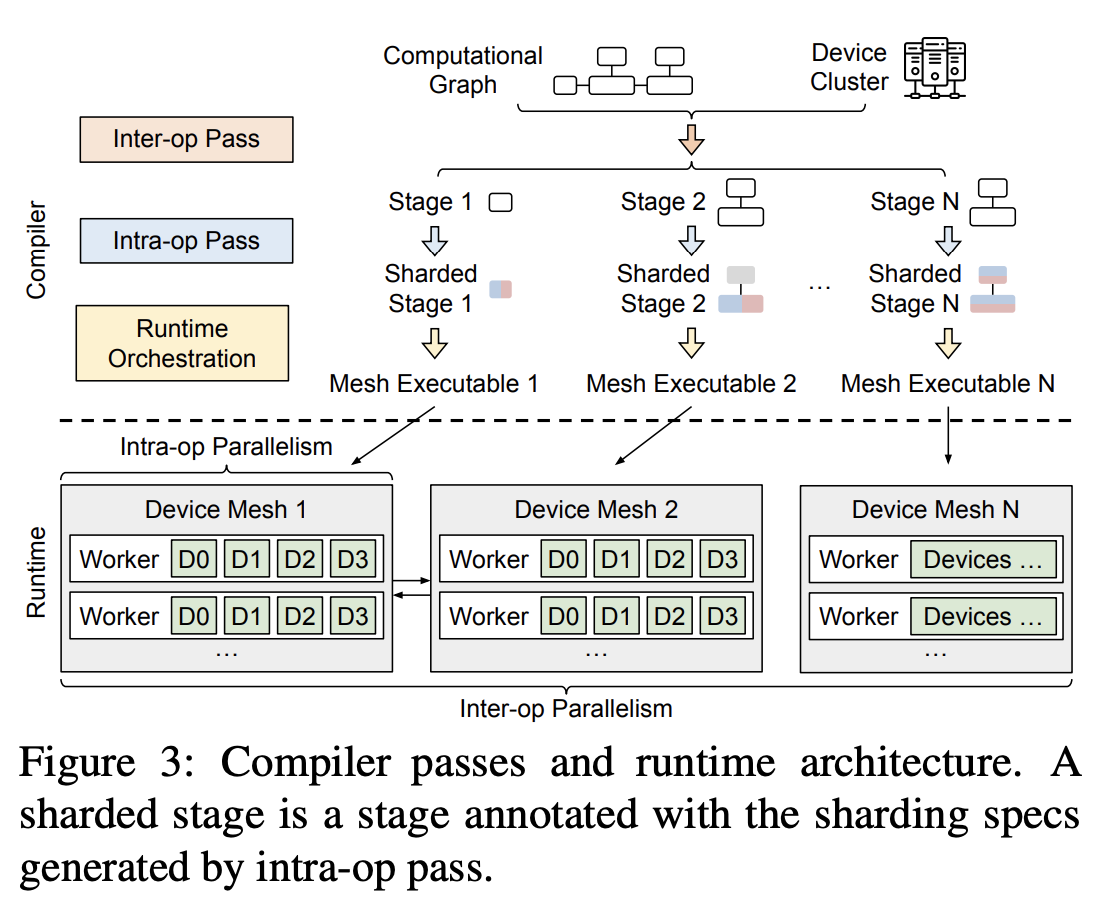 Computational
Graph
Device
Cluster
Compiler
Inter-op Pass
Intra-op Pass
Runtime
Orchestration
Stage 1
Stage 2
Stage N
Sharded
Stage 1
Sharded
Stage 2
...
Sharded
Stage N
Mesh Executable 1
Mesh Executable 2
Mesh Executable N
Runtime
Intra-op Parallelism
Device Mesh 1
Worker D0 D1 D2 D3
Worker D0 D1 D2 D3
...
Device Mesh 2
Worker D0 D1 D2 D3
Worker D0 D1 D2 D3
...
Device Mesh N
Worker Devices ...
Worker Devices ...
...
Inter-op Parallelism
Figure 3: Compiler passes and runtime architecture. A
sharded stage is a stage annotated with the sharding specs
generated by intra-op pass.